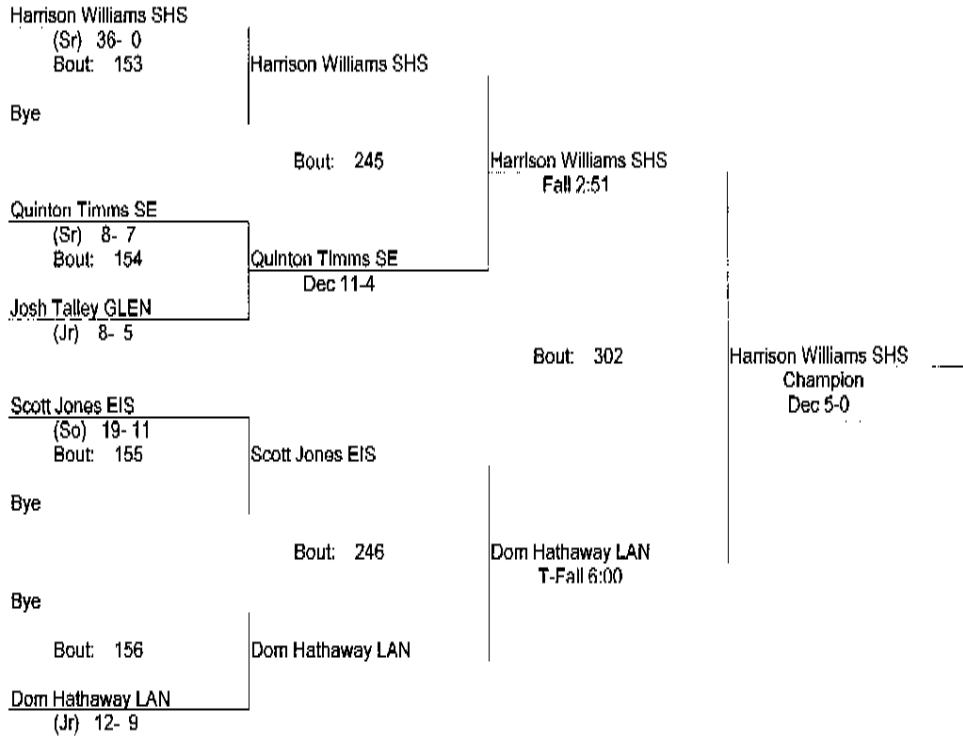 Harrison Williams SHS
(Sr) 36- 0
Bout: 153
Harrison Williams SHS
Bye
Bout: 245
Harrison Williams SHS
Fall 2:51
Quinton Timms SE
(Sr) 8- 7
Bout: 154
Quinton Timms SE
Dec 11-4
Josh Talley GLEN
(Jr) 8- 5
Bout: 302
Harrison Williams SHS
Champion
Dec 5-0
Scott Jones EIS
(So) 19- 11
Bout: 155
Scott Jones EIS
Bye
Bout: 246
Dom Hathaway LAN
T-Fall 6:00
Bye
Bout: 156
Dom Hathaway LAN
Dom Hathaway LAN
(Jr) 12- 9